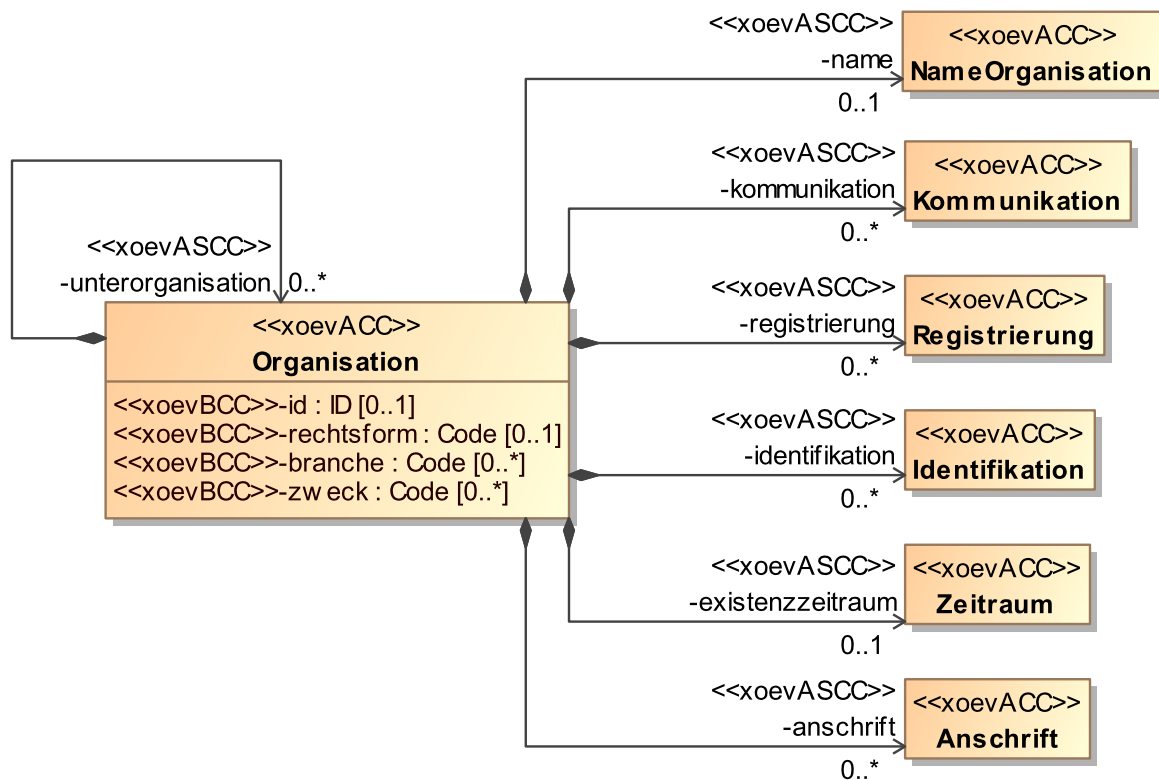 <<xoevASCC>>
-name
0..1
<<xoevACC>>
NameOrganisation
<<xoevASCC>>
-kommunikation
0..*
<<xoevACC>>
Kommunikation
<<xoevASCC>>
-unterorganisation 0..*
<<xoevACC>>
Organisation
<<xoevBCC>>-id : ID [0..1]
<<xoevBCC>>-rechtsform : Code [0..1]
<<xoevBCC>>-branche : Code [0..*]
<<xoevBCC>>-zweck : Code [0..*]
<<xoevASCC>>
-registrierung
0..*
<<xoevACC>>
Registrierung
<<xoevASCC>>
-identifikation
0..*
<<xoevACC>>
Identifikation
<<xoevASCC>>
-existenzzeitraum
0..1
<<xoevACC>>
Zeitraum
<<xoevASCC>>
-anschrift
0..*
<<xoevACC>>
Anschrift